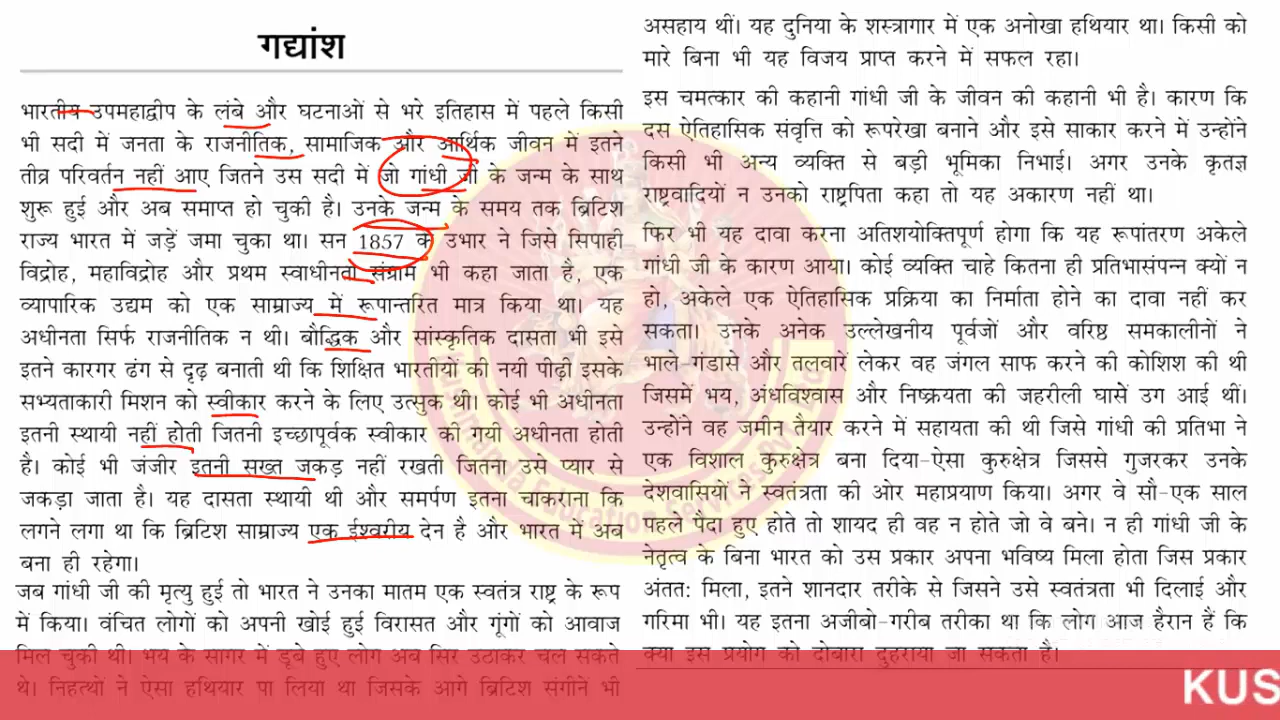 गद्यांश
भारतीय उपमहाद्वीप के लंबे और घटनाओं से भरे इतिहास में पहले किसी
भी सदी में जनता के राजनीतिक, सामाजिक और आर्थिक जीवन में इतने
तीव्र परिवर्तन नहीं आए जितने उस सदी में जो गांधी जी के जन्म के साथ
शुरू हुई और अब समाप्त हो चुकी है। उनके जन्म के समय तक ब्रिटिश
राज्य भारत में जड़ें जमा चुका था। सन 1857 के उभार ने जिसे सिपाही
विद्रोह, महाविद्रोह और प्रथम स्वाधीनता संग्राम भी कहा जाता है, एक
व्यापारिक उद्यम को एक साम्राज्य में रूपान्तरित मात्र किया था। यह
अधीनता सिर्फ राजनीतिक न थी। बौद्धिक और सांस्कृतिक दासता भी इसे
इतने कारगर ढंग से दृढ़ बनाती थी कि शिक्षित भारतीयों की नयी पीढ़ी इसके
सभ्यताकारी मिशन को स्वीकार करने के लिए उत्सुक थी। कोई भी अधीनता
इतनी स्थायी नहीं होती जितनी इच्छापूर्वक स्वीकार की गयी अधीनता होती
है। कोई भी जंजीर इतनी सख्त जकड़ नहीं रखती जितना उसे प्यार से
जकड़ा जाता है। यह दासता स्थायी थी और समर्पण इतना चाकराना कि
लगने लगा था कि ब्रिटिश साम्राज्य एक ईश्वरीय देन है और भारत में अब
बना ही रहेगा।
जब गांधी जी की मृत्यु हुई तो भारत ने उनका मातम एक स्वतंत्र राष्ट्र के रूप
में किया। वंचित लोगों को अपनी खोई हुई विरासत और गूंगों को आवाज
मिल चुकी थी। भय के सागर में डूबे हुए लोग अब सिर उठाकर चल सकते
थे। निहत्थों ने ऐसा हथियार पा लिया था जिसके आगे ब्रिटिश संगीनें भी
असहाय थीं। यह दुनिया के शस्त्रागार में एक अनोखा हथियार था। किसी को
मारे बिना भी यह विजय प्राप्त करने में सफल रहा।
इस चमत्कार की कहानी गांधी जी के जीवन की कहानी भी है। कारण कि
दस ऐतिहासिक संवृत्ति को रूपरेखा बनाने और इसे साकार करने में उन्होंने
किसी भी अन्य व्यक्ति से बड़ी भूमिका निभाई। अगर उनके कृतज्ञ
राष्ट्रवादियों न उनको राष्ट्रपिता कहा तो यह अकारण नहीं था।
फिर भी यह दावा करना अतिशयोक्तिपूर्ण होगा कि यह रूपांतरण अकेले
गांधी जी के कारण आया। कोई व्यक्ति चाहे कितना ही प्रतिभासंपन्न क्यों न
हो, अकेले एक ऐतिहासिक प्रक्रिया का निर्माता होने का दावा नहीं कर
सकता। उनके अनेक उल्लेखनीय पूर्वजों और वरिष्ठ समकालीनों ने
भाले-गंडासे और तलवारें लेकर वह जंगल साफ करने की कोशिश की थी
जिसमें भय, अंधविश्वास और निष्क्रियता की जहरीली घासें उग आई थीं।
उन्होंने वह जमीन तैयार करने में सहायता की थी जिसे गांधी की प्रतिभा ने
एक विशाल कुरुक्षेत्र बना दिया-ऐसा कुरुक्षेत्र जिससे गुजरकर उनके
देशवासियों ने स्वतंत्रता की ओर महाप्रयाण किया। अगर वे सौ-एक साल
पहले पैदा हुए होते तो शायद ही वह न होते जो वे बने। न ही गांधी जी के
नेतृत्व के बिना भारत को उस प्रकार अपना भविष्य मिला होता जिस प्रकार
अंतत: मिला, इतने शानदार तरीके से जिसने उसे स्वतंत्रता भी दिलाई और
गरिमा भी। यह इतना अजीबो-गरीब तरीका था कि लोग आज हैरान हैं कि
क्या इस प्रयोग को दोबारा दुहराया जा सकता है।
KUS